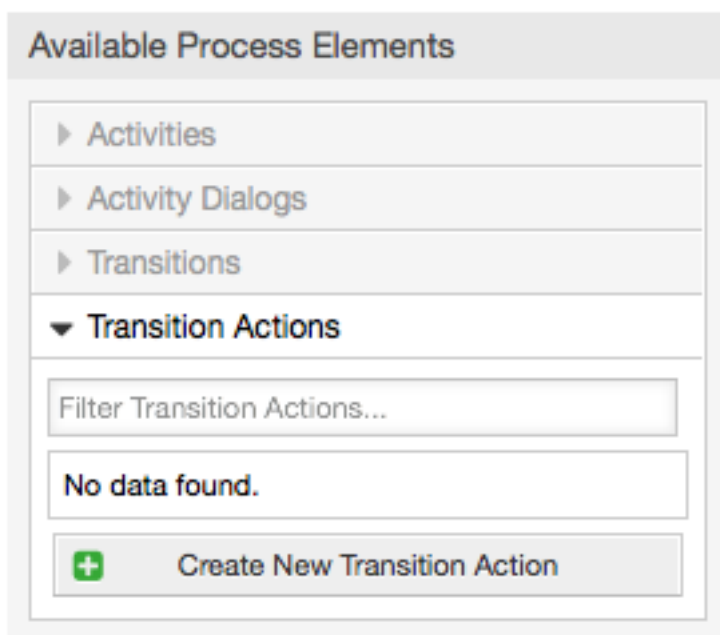 Available Process Elements
Activities
Activity Dialogs
Transitions
Transition Actions
Filter Transition Actions...
No data found.
Create New Transition Action